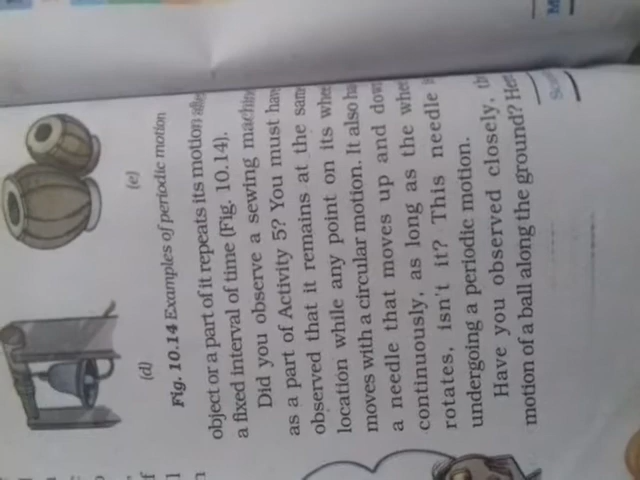 (d)
(e)
Fig. 10.14 Examples of periodic motion
object or a part of it repeats its motion
a fixed interval of time (Fig. 10.14).
Did you observe a sewing
as a part of Activity 5? You must
observed that it remains at the
location while any point on its
moves with a circular motion. It also
a needle that moves up and
continuously, as long as the
rotates, isn't it? This needle
undergoing a periodic motion.
Have you observed closely,
motion of a ball along the ground?